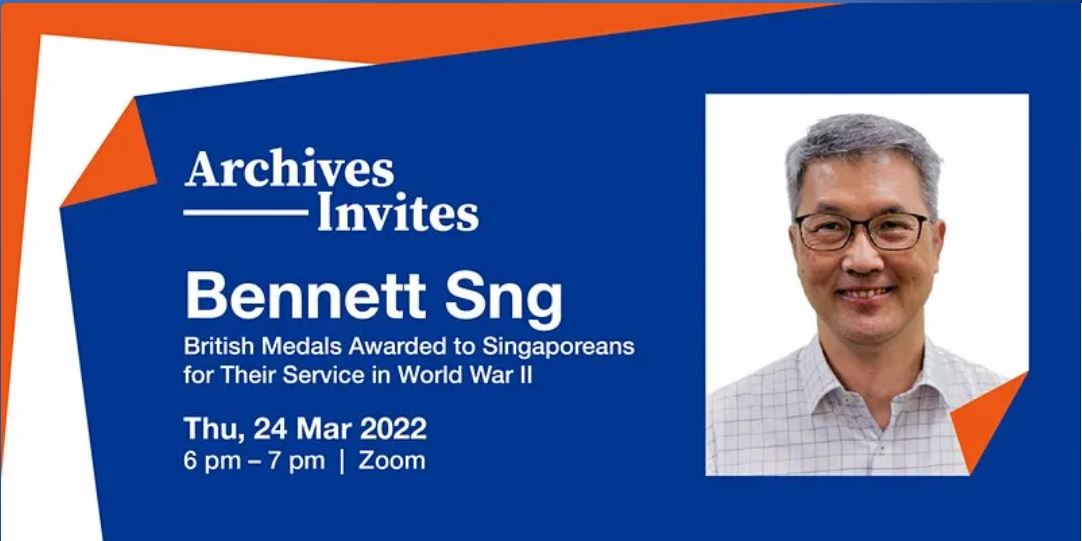 Archives
Invites
Bennett Sng
British Medals Awarded to Singaporeans
for Their Service in World War II
Thu, 24 Mar 2022
6 pm – 7 pm | Zoom